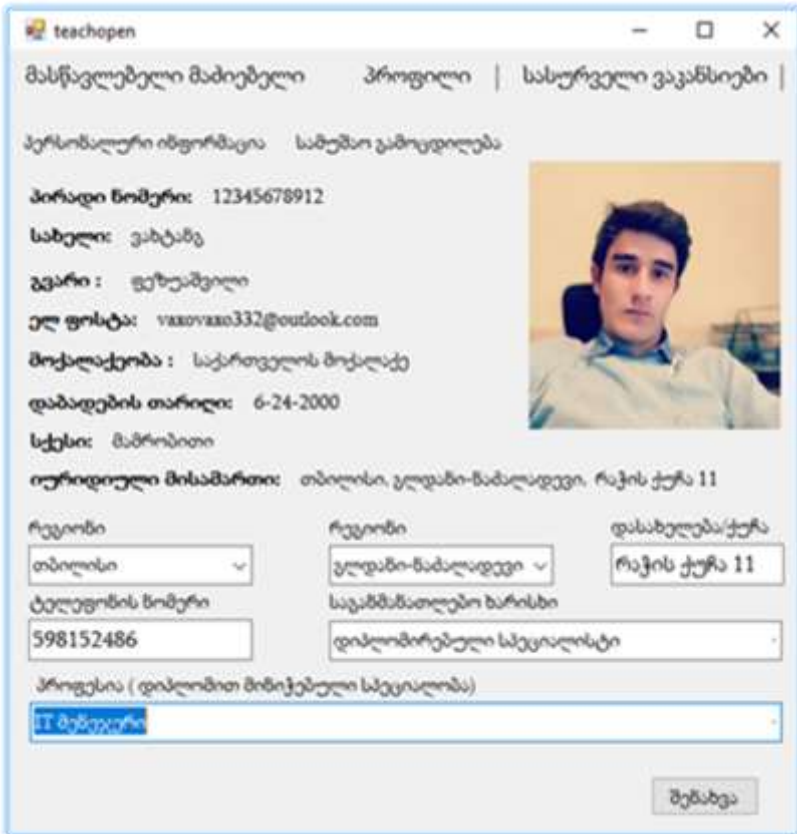 teachopen
მასწავლებელი მაძიებელი პროფილი | სასურველი ვაკანსიები |
პერსონალური ინფორმაცია სამუშაო გამოცდილება
პირადი ნომერი: 12345678912
სახელი: ვახტანგ
გვარი : ფეზუაშვილი
ელ ფოსტა: vaxovaxo332@outlook.com
მოქალაქეობა : საქართველოს მოქალაქე
დაბადების თარიღი: 6-24-2000
სქესი: მამრობითი
იურიდიული მისამართი: თბილისი, გლდანი-ნაძალადევი, რაჭის ქუჩა 11
რეგიონი რეგიონი დასახელება/ქუჩა
თბილისი გლდანი-ნაძალადევი რაჭის ქუჩა 11
ტელეფონის ნომერი საგანმანათლებო ხარისხი
598152486 დიპლომირებული სპეციალისტი
პროფესია ( დიპლომით მინიჭებული სპეციალობა)
IT მენეჯერი
შენახვა